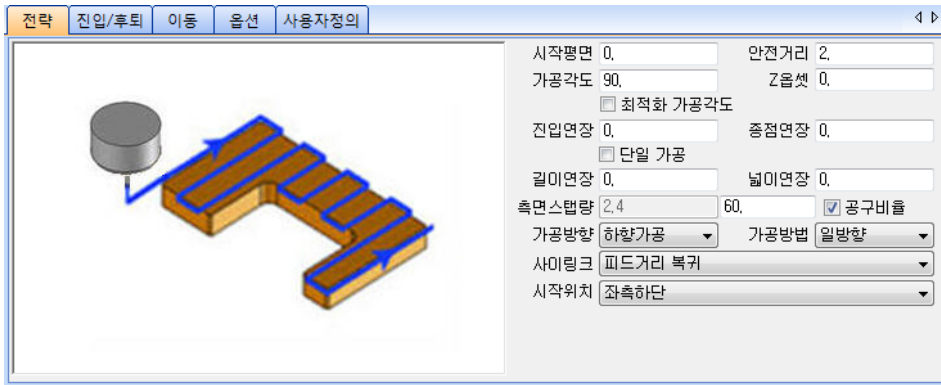 전략 진입/후퇴 이동 옵션 사용자정의
시작평면 0, 안전거리 2,
가공각도 90, Z옵셋 0,
최적화 가공각도
진입연장 0, 종점연장 0,
단일 가공
길이연장 0, 넓이연장 0,
측면스탭량 2,4 60, 공구비율
가공방향 하향가공 가공방법 일방향
사이링크 피드거리 복귀
시작위치 좌측하단